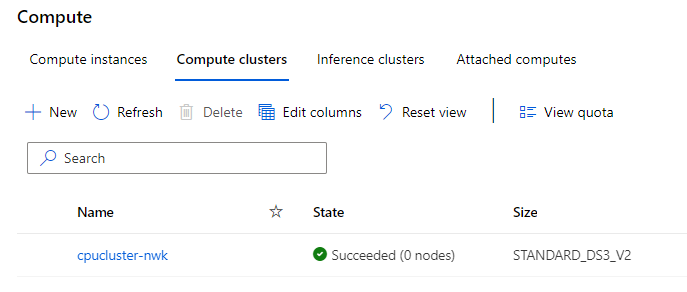 Compute
Compute instances Compute clusters Inference clusters Attached computes
New Refresh Delete Edit columns Reset view View quota
Search
Name State Size
cpucluster-nwk Succeeded (0 nodes) STANDARD_DS3_V2